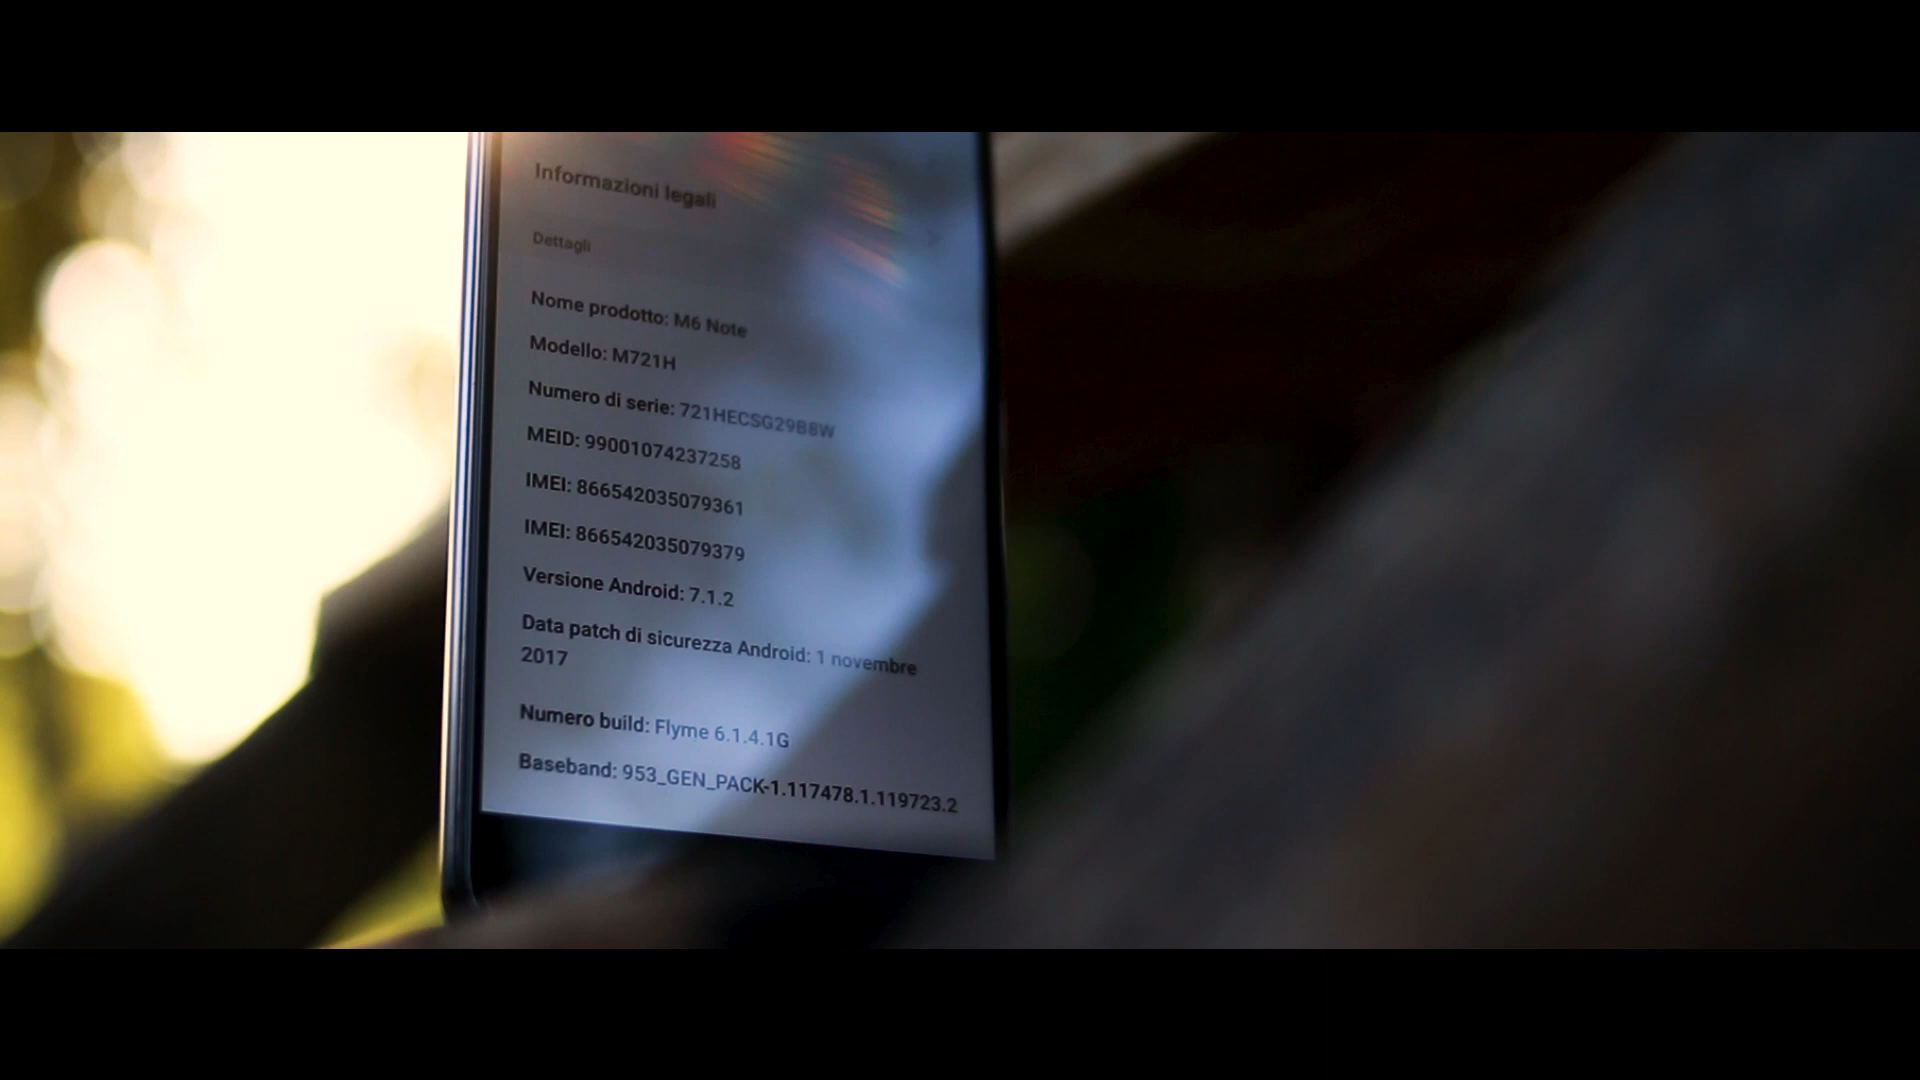 Informazioni legali
Dettagli
Nome prodotto: M6 Note
Modello: M721H
Numero di serie: 721HECSG29B8W
MEID: 99001074237258
IMEI: 866542035079361
IMEI: 866542035079379
Versione Android: 7.1.2
Data patch di sicurezza Android: 1 novembre
2017
Numero build: Flyme 6.1.4.1G
Baseband: 953_GEN_PACK-1.117478.1.119723.2